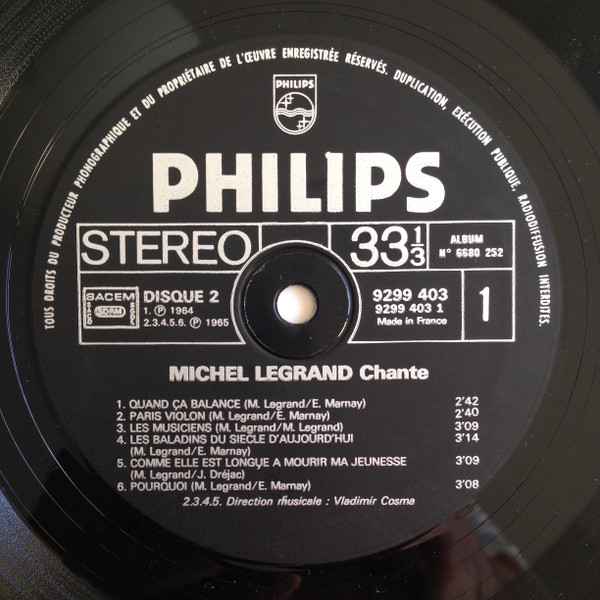 TOUS DROITS DU PRODUCTEUR PHONOGRAPHIQUE ET DU PROPRIÉTAIRE DE L'ŒUVRE ENREGISTRÉE RÉSERVÉS. DUPLICATION, EXÉCUTION PUBLIQUE, RADIODIFFUSION INTERDITES.
PHILIPS
PHILIPS
STEREO 33 1/3 ALBUM
N° 6680 252
SACEM
SACD SDRM SGDL
DISQUE 2
1. ℗ 1964
2.3.4.5.6. ℗ 1965
9299 403
9299 403 1
Made in France
1
MICHEL LEGRAND Chante
1. QUAND ÇA BALANCE (M. Legrand/E. Marnay) 2'42
2. PARIS VIOLON (M. Legrand/E. Marnay) 2'40
3. LES MUSICIENS (M. Legrand/M. Legrand) 3'09
4. LES BALADINS DU SIECLE D'AUJOURD'HUI 3'14
(M. Legrand/E. Marnay)
5. COMME ELLE EST LONGUE A MOURIR MA JEUNESSE 3'09
(M. Legrand/J. Dréjac)
6. POURQUOI (M. Legrand/E. Marnay) 3'08
2.3.4.5. Direction musicale : Vladimir Cosma